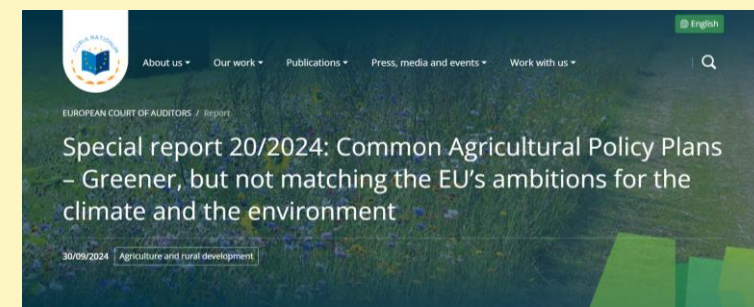 English
CURIA RATIONUM
About us
Our work
Publications
Press, media and events
Work with us
EUROPEAN COURT OF AUDITORS / Report
Special report 20/2024: Common Agricultural Policy Plans
– Greener, but not matching the EU’s ambitions for the
climate and the environment
30/09/2024
Agriculture and rural development